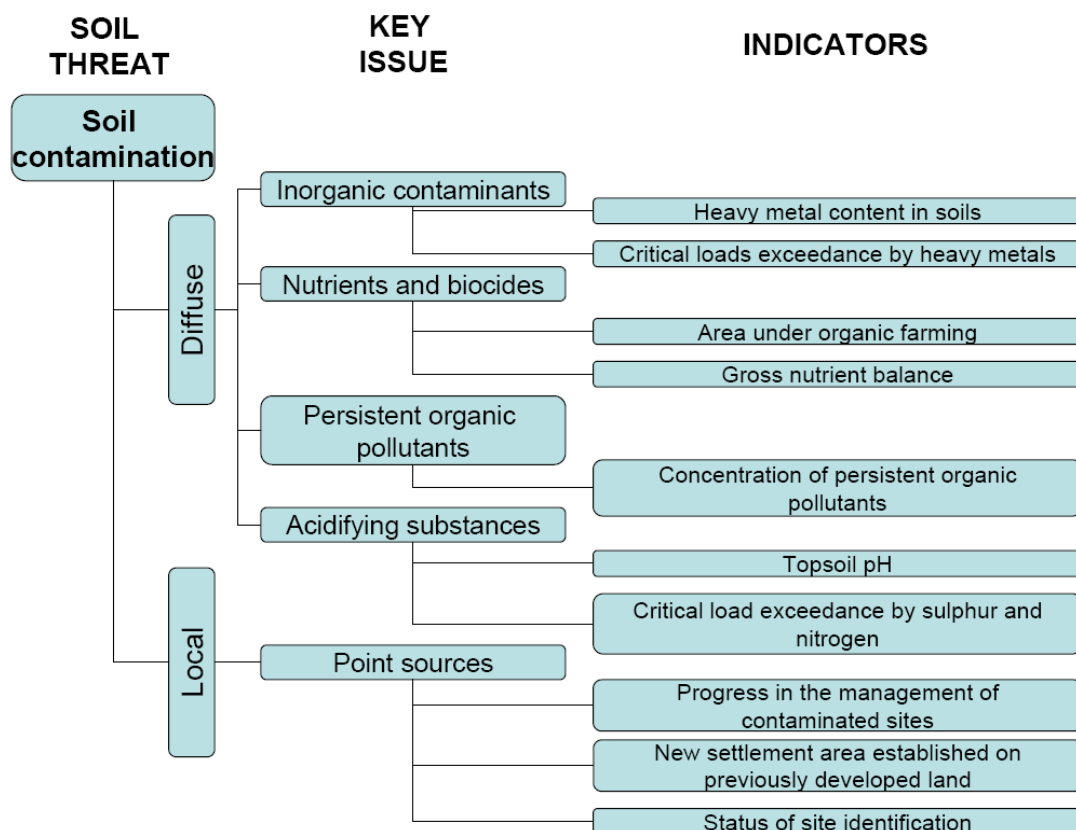 SOIL
THREAT
KEY
ISSUE
INDICATORS
Soil
contamination
Diffuse
Inorganic contaminants
Heavy metal content in soils
Critical loads exceedance by heavy metals
Nutrients and biocides
Area under organic farming
Gross nutrient balance
Persistent organic
pollutants
Concentration of persistent organic
pollutants
Acidifying substances
Topsoil pH
Critical load exceedance by sulphur and
nitrogen
Local
Point sources
Progress in the management of
contaminated sites
New settlement area established on
previously developed land
Status of site identification